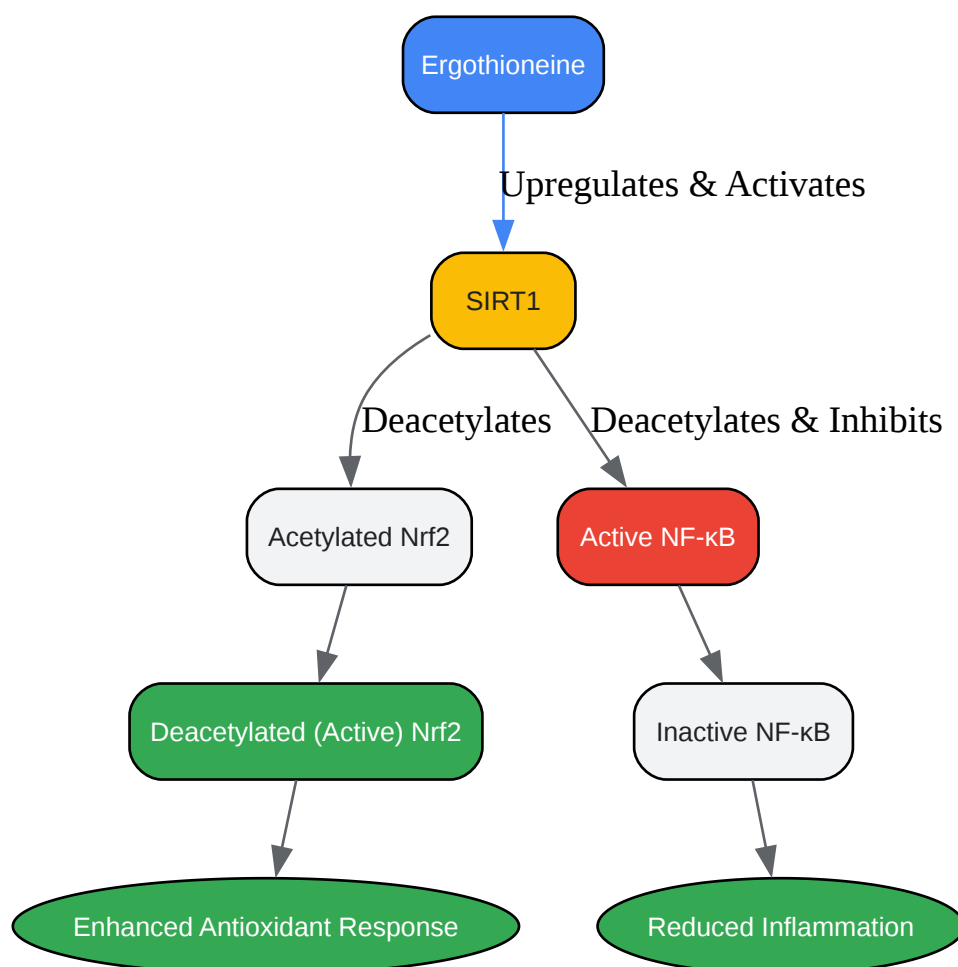 Ergothioneine
Upregulates & Activates
SIRT1
Deacetylates
Deacetylates & Inhibits
Acetylated Nrf2
Active NF-κB
Deacetylated (Active) Nrf2
Inactive NF-κB
Enhanced Antioxidant Response
Reduced Inflammation